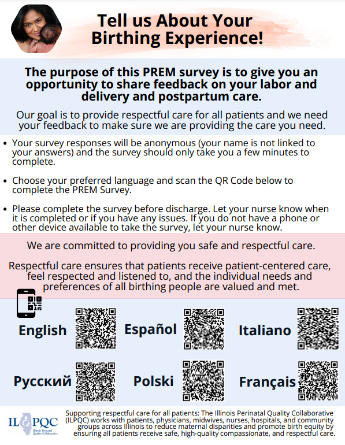 Tell us About Your
Birthing Experience!
The purpose of this PREM survey is to give you an
opportunity to share feedback on your labor and
delivery and postpartum care.
Our goal is to provide respectful care for all patients and we need
your feedback to make sure we are providing the care you need.
• Your survey responses will be anonymous (your name is not linked to
your answers) and the survey should only take you a few minutes to
complete.
• Choose your preferred language and scan the QR Code below to
complete the PREM Survey.
• Please complete the survey before discharge. Let your nurse know when
it is completed or if you have any issues. If you do not have a phone or
other device available to take the survey, let your nurse know.
We are committed to providing you safe and respectful care.
Respectful care ensures that patients receive patient-centered care,
feel respected and listened to, and the individual needs and
preferences of all birthing people are valued and met.
English Español Italiano
Русский Polski Français
ILPQC
Supporting respectful care for all patients: The Illinois Perinatal Quality Collaborative
(ILPQC) works with patients, physicians, midwives, nurses, hospitals, and community
groups across Illinois to reduce maternal disparities and promote birth equity by
ensuring all patients receive safe, high-quality compassionate, and respectful care.